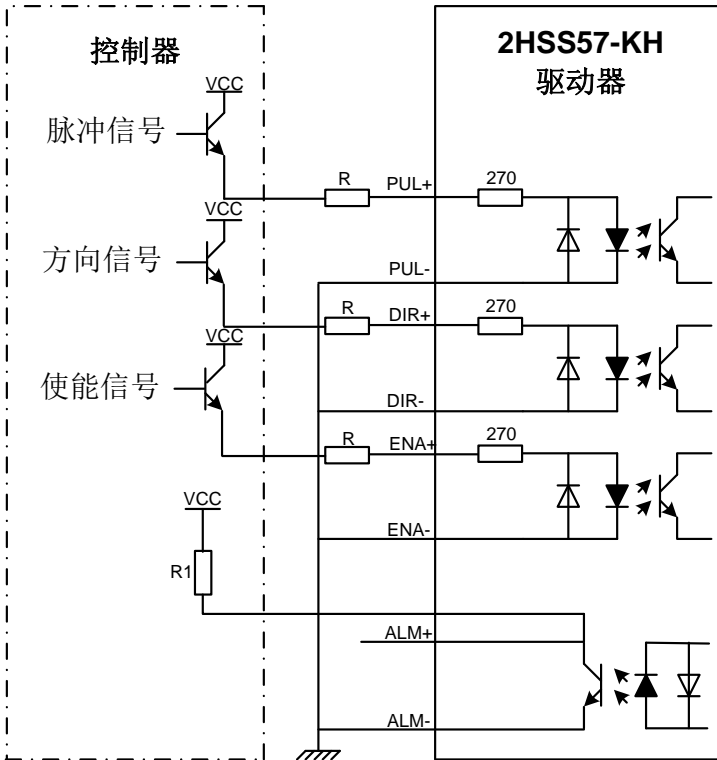 控制器
2HSS57-KH
驱动器
VCC
脉冲信号
R
PUL+
270
VCC
方向信号
PUL-
R
DIR+
270
VCC
使能信号
DIR-
R
ENA+
270
VCC
ENA-
R1
ALM+
ALM-